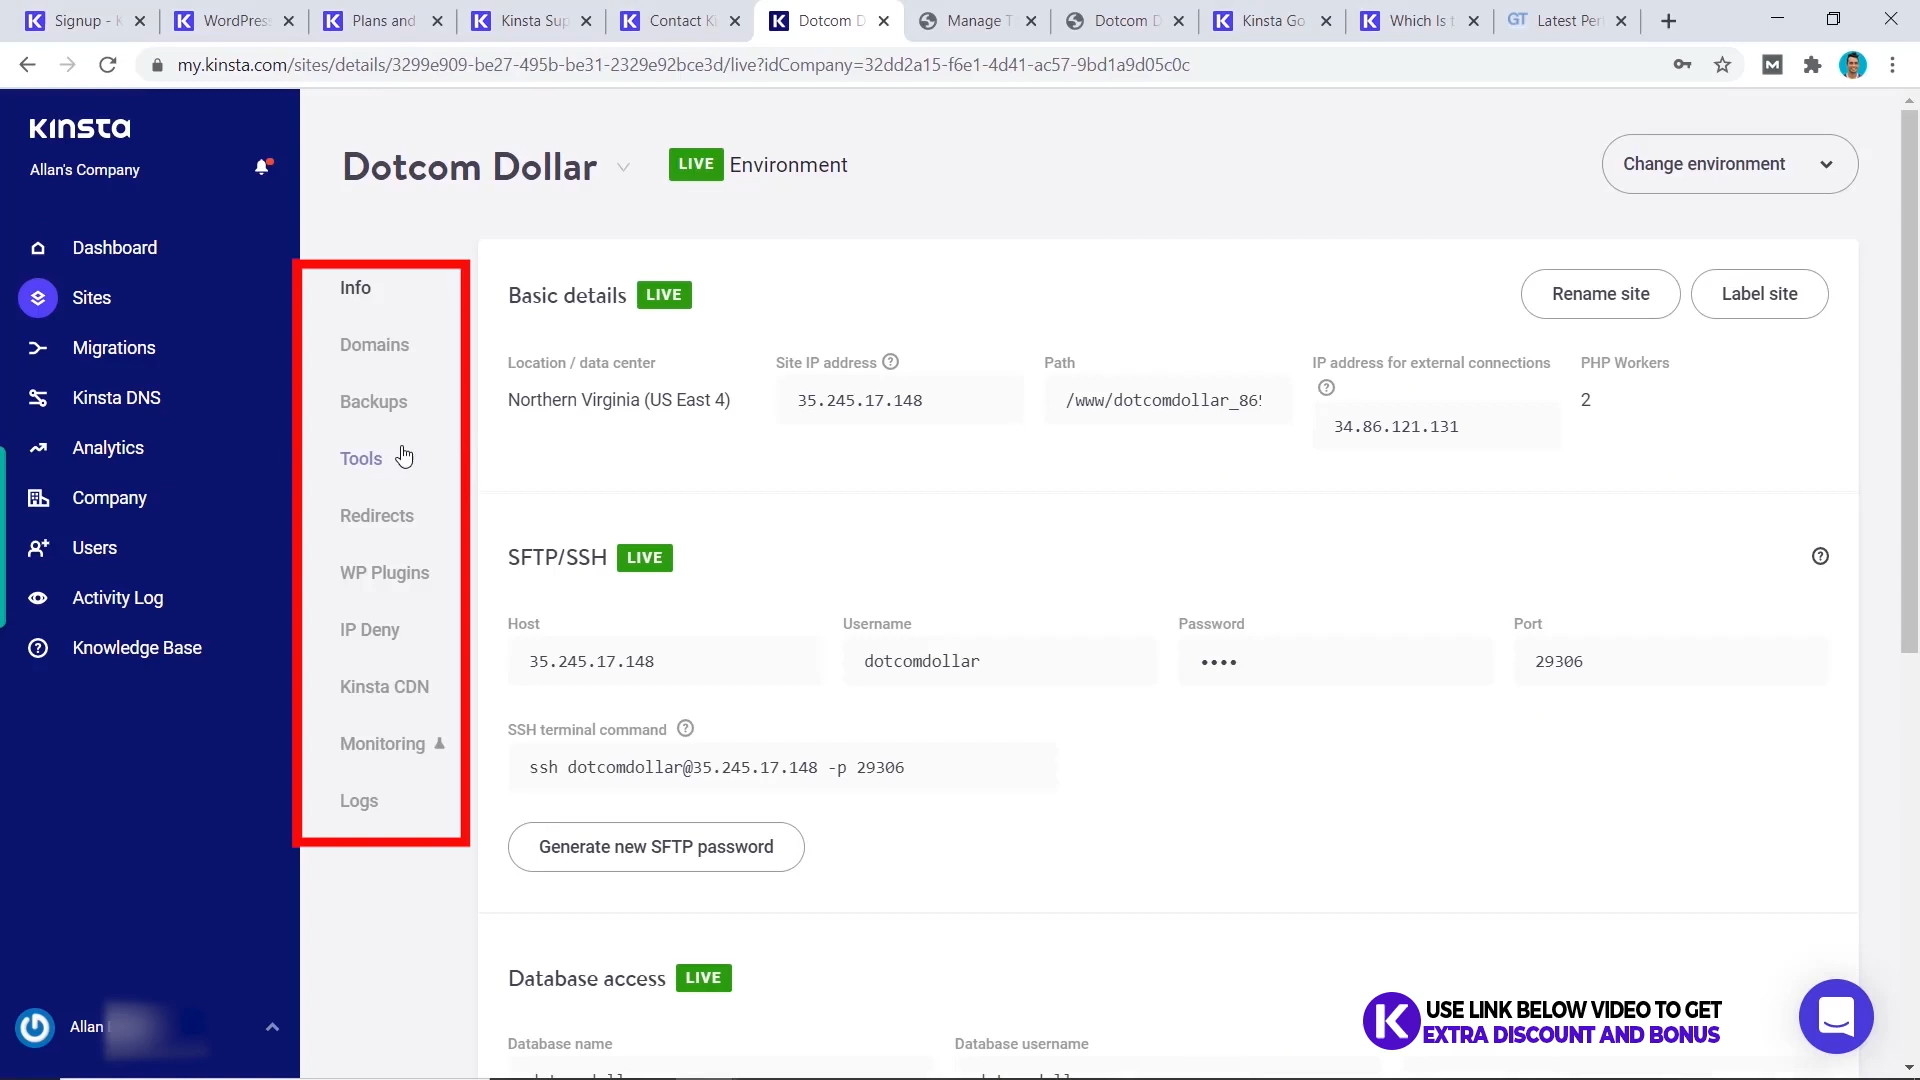 Signup - K
WordPress
Plans and
Kinsta Sup
Contact Ki
Dotcom D
Manage T
Dotcom D
Kinsta Go
Which Is t
GT Latest Per
my.kinsta.com/sites/details/3299e909-be27-495b-be31-2329e92bce3d/live?idCompany=32dd2a15-f6e1-4d41-ac57-9bd1a9d05c0c
KINSTA
Allan's Company
Dashboard
Sites
Migrations
Kinsta DNS
Analytics
Company
Users
Activity Log
Knowledge Base
Allan
Dotcom Dollar
LIVE Environment
Change environment
Info
Domains
Backups
Tools
Redirects
WP Plugins
IP Deny
Kinsta CDN
Monitoring
Logs
Basic details LIVE
Rename site
Label site
Location / data center
Northern Virginia (US East 4)
Site IP address
35.245.17.148
Path
/www/dotcomdollar_865
IP address for external connections
34.86.121.131
PHP Workers
2
SFTP/SSH LIVE
Host
35.245.17.148
Username
dotcomdollar
Password
••••
Port
29306
SSH terminal command
ssh dotcomdollar@35.245.17.148 -p 29306
Generate new SFTP password
Database access LIVE
Database name
Database username
K USE LINK BELOW VIDEO TO GET
EXTRA DISCOUNT AND BONUS